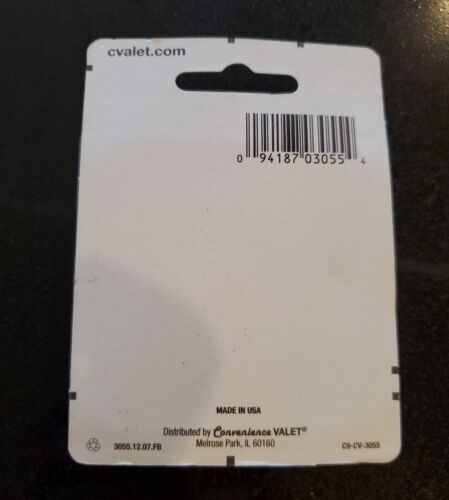 cvalet.com
0 94187 03055 4
MADE IN USA
Distributed by Convenience VALET®
3055.12.07.FB Melrose Park, IL 60160 C9-CV-3055